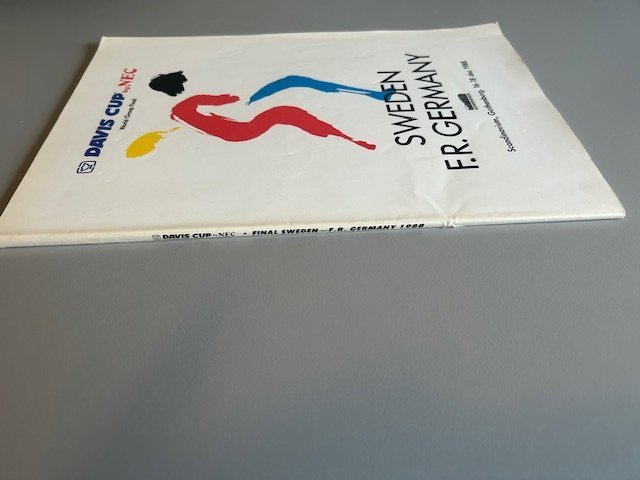 DAVIS CUP by NEC
World Group Final
SWEDEN
F.R. GERMANY
Scandinavium, Gothenburg 16-18 dec 1988
DAVIS CUP by NEC • FINAL SWEDEN—F.R. GERMANY 1988